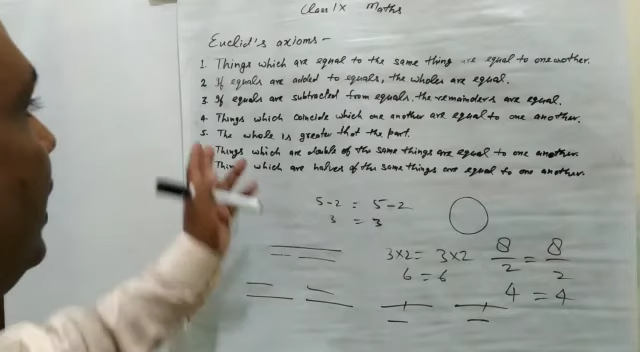 Class IX Maths
Euclid's axioms -
1 Things which are equal to the same thing are equal to one another.
2 If equals are added to equals, the wholes are equal.
3 If equals are subtracted from equals, the remainders are equal.
4 Things which coincide which one another are equal to one another.
5. The whole is greater that the part.
Things which are double of the same things are equal to one another.
which are halves of the same things are equal to one another.
5-2 = 5-2
3 = 3
3×2 = 3×2
6 = 6
8/2 = 8/2
4 = 4